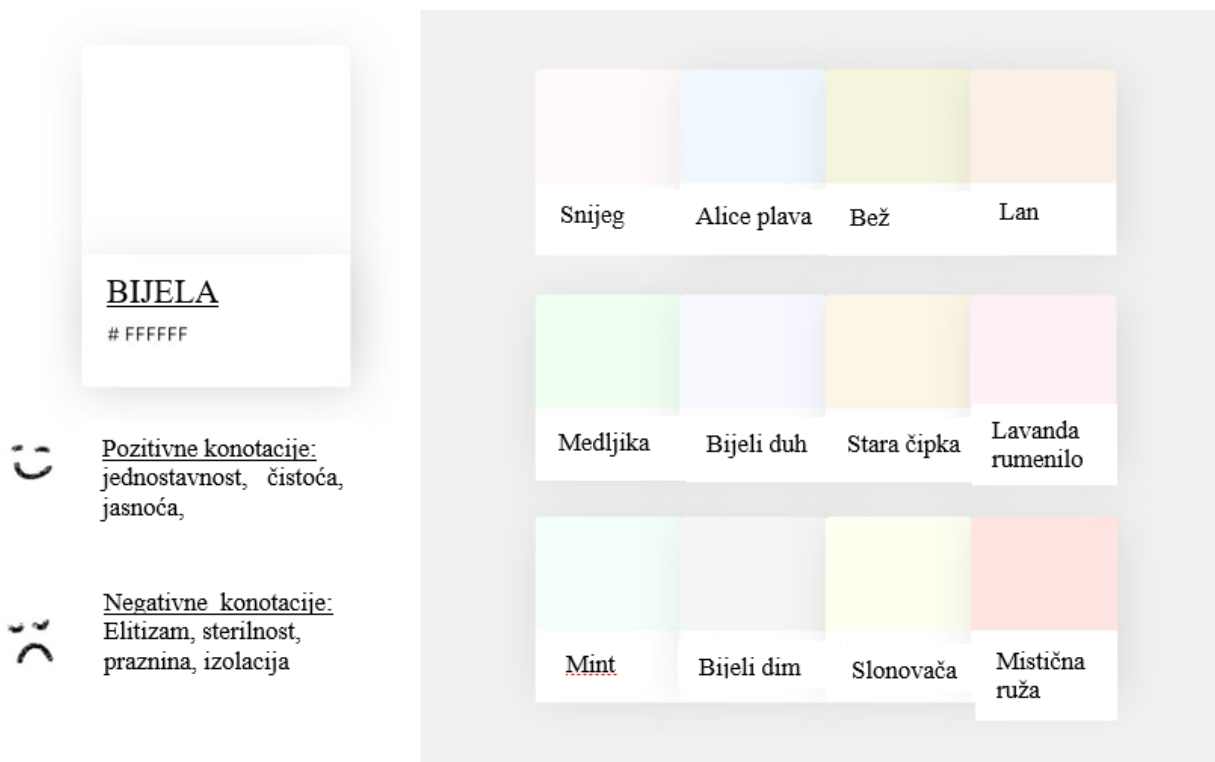 BIJELA
# FFFFFF
Pozitivne konotacije:
jednostavnost, čistoća,
jasnoća,
Negativne konotacije:
Elitizam, sterilnost,
praznina, izolacija
Snijeg
Alice plava
Bež
Lan
Medljika
Bijeli duh
Stara čipka
Lavanda
rumenilo
Mint
Bijeli dim
Slonovača
Mistična
ruža